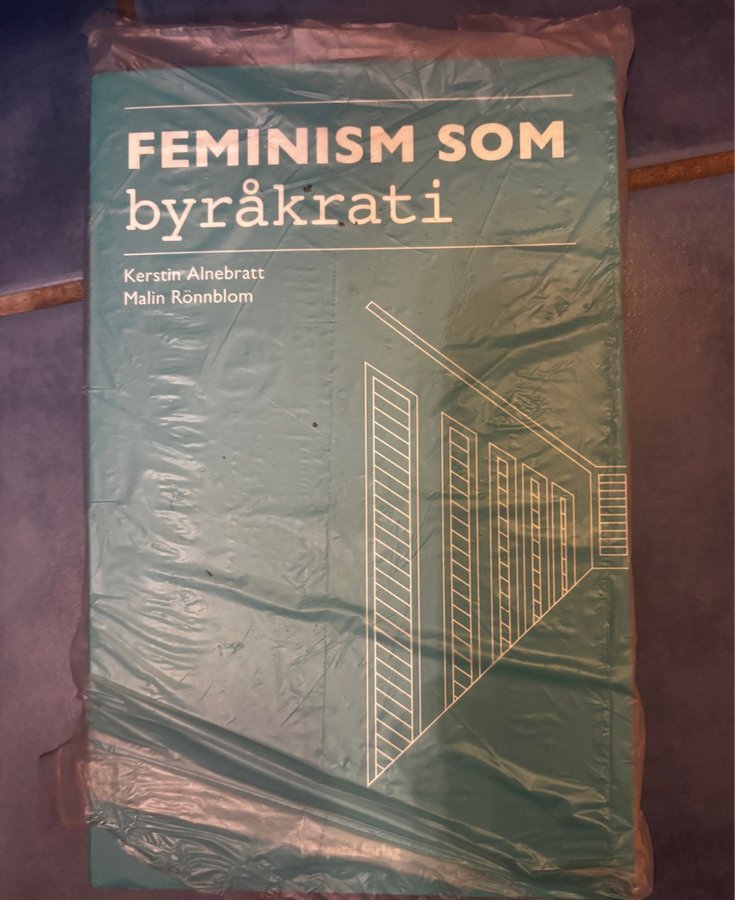 FEMINISM SOM
byråkrati
Kerstin Alnebratt
Malin Rönnblom